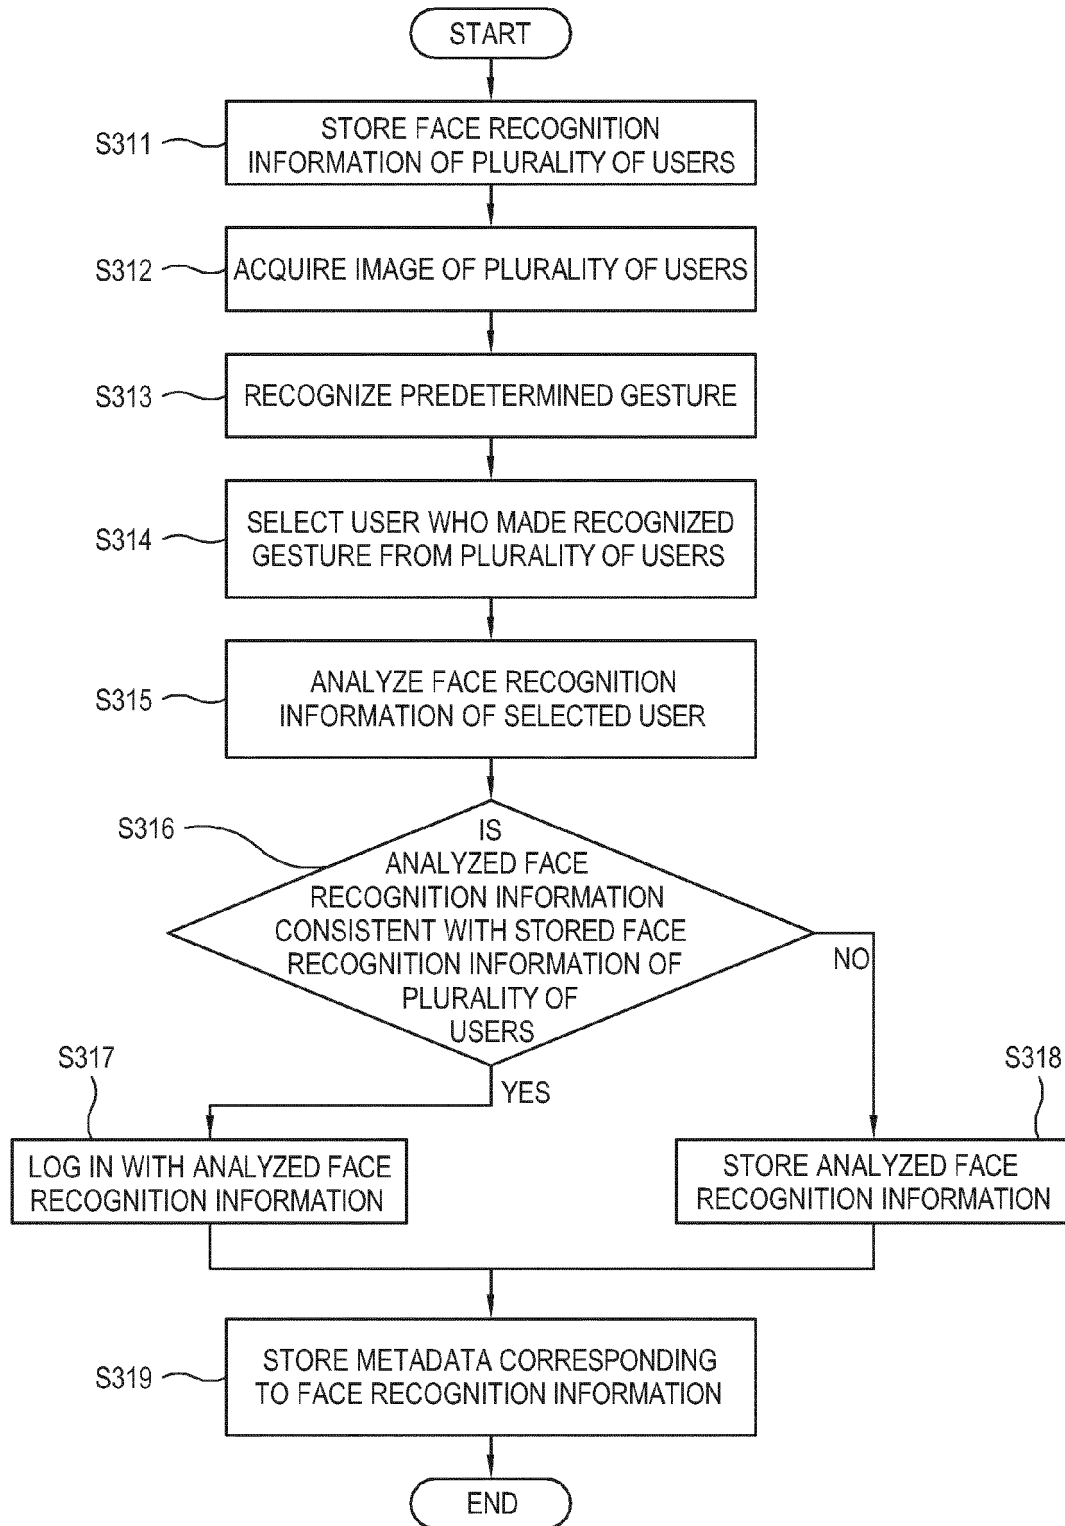 START
S311
STORE FACE RECOGNITION
INFORMATION OF PLURALITY OF USERS
S312
ACQUIRE IMAGE OF PLURALITY OF USERS
S313
RECOGNIZE PREDETERMINED GESTURE
S314
SELECT USER WHO MADE RECOGNIZED
GESTURE FROM PLURALITY OF USERS
S315
ANALYZE FACE RECOGNITION
INFORMATION OF SELECTED USER
S316
IS
ANALYZED FACE
RECOGNITION INFORMATION
CONSISTENT WITH STORED FACE
RECOGNITION INFORMATION OF
PLURALITY OF
USERS
NO
YES
S317
LOG IN WITH ANALYZED FACE
RECOGNITION INFORMATION
S318
STORE ANALYZED FACE
RECOGNITION INFORMATION
S319
STORE METADATA CORRESPONDING
TO FACE RECOGNITION INFORMATION
END